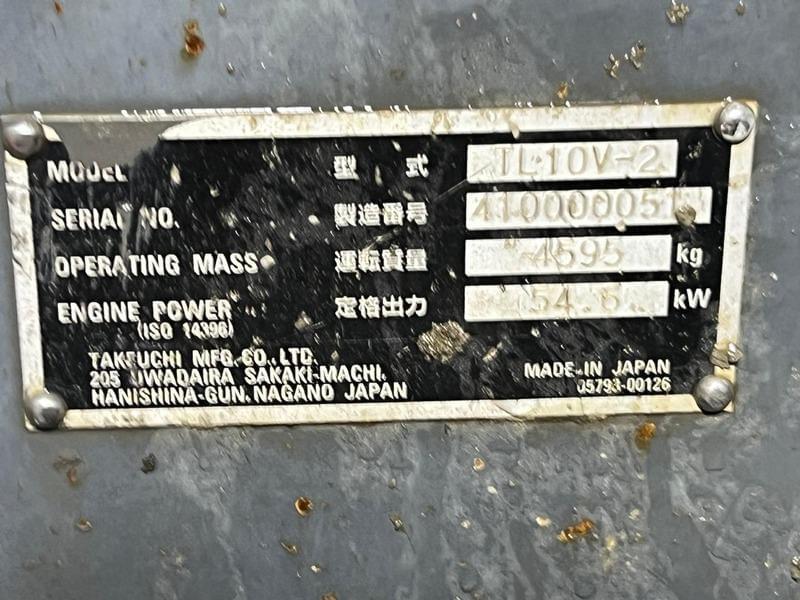 MODEL 型 式 TL10V-2
SERIAL NO. 製造番号
OPERATING MASS 運転質量 4595 kg
ENGINE POWER 定格出力 54.6 kW
(ISO 14396)
TAKEUCHI MFG.CO.,LTD.
205 UWADAIRA SAKAKI-MACHI,
HANISHINA-GUN,NAGANO JAPAN
MADE IN JAPAN
05793-00126